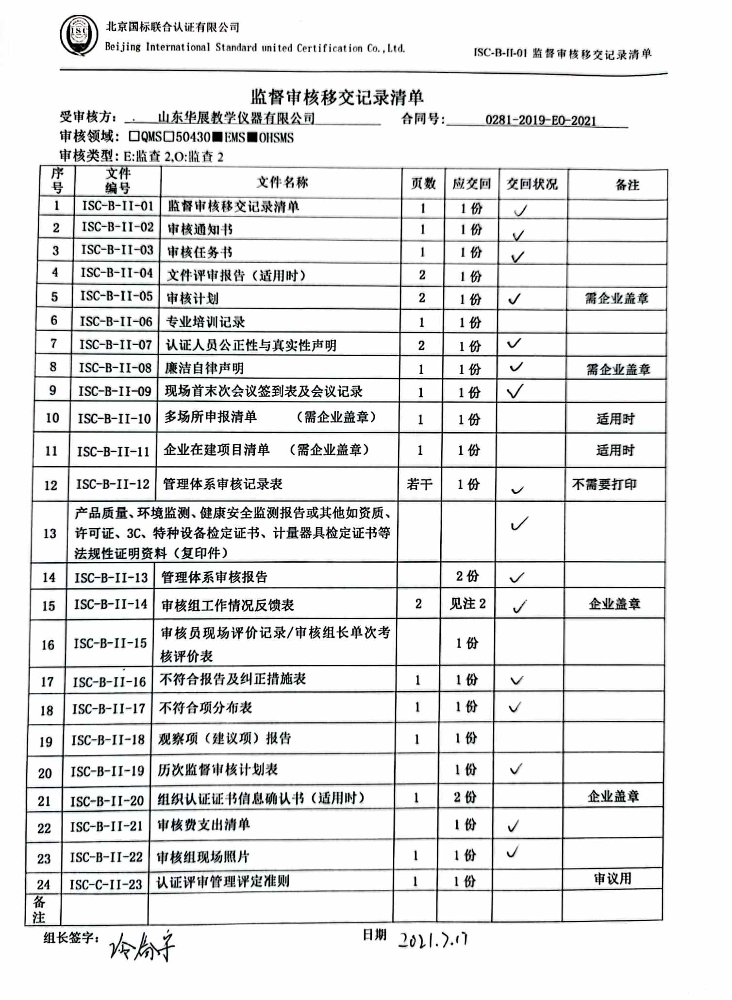 ISC
北京国标联合认证有限公司
Beijing International Standard united Certification Co.,Ltd.
ISC-B-II-01 监督审核移交记录清单
监督审核移交记录清单
受审核方： 山东华展教学仪器有限公司 合同号： 0281-2019-EO-2021
审核领域：□QMS□50430■EMS■OHSMS
审核类型：E:监查 2,O:监查 2
序号 文件编号 文件名称 页数 应交回 交回状况 备注
1 ISC-B-II-01 监督审核移交记录清单 1 1 份 ✓
2 ISC-B-II-02 审核通知书 1 1 份 ✓
3 ISC-B-II-03 审核任务书 1 1 份 ✓
4 ISC-B-II-04 文件评审报告（适用时） 2 1 份
5 ISC-B-II-05 审核计划 2 1 份 ✓ 需企业盖章
6 ISC-B-II-06 专业培训记录 1 1 份
7 ISC-B-II-07 认证人员公正性与真实性声明 2 1 份 ✓
8 ISC-B-II-08 廉洁自律声明 1 1 份 ✓ 需企业盖章
9 ISC-B-II-09 现场首末次会议签到表及会议记录 1 1 份 ✓
10 ISC-B-II-10 多场所申报清单 （需企业盖章） 1 1 份 适用时
11 ISC-B-II-11 企业在建项目清单 （需企业盖章） 1 1 份 适用时
12 ISC-B-II-12 管理体系审核记录表 若干 1 份 ✓ 不需要打印
13 产品质量、环境监测、健康安全监测报告或其他如资质、
许可证、3C、特种设备检定证书、计量器具检定证书等
法规性证明资料（复印件） ✓
14 ISC-B-II-13 管理体系审核报告 2 份 ✓
15 ISC-B-II-14 审核组工作情况反馈表 2 见注 2 ✓ 企业盖章
16 ISC-B-II-15 审核员现场评价记录/审核组长单次考
核评价表 1 份
17 ISC-B-II-16 不符合报告及纠正措施表 1 1 份 ✓
18 ISC-B-II-17 不符合项分布表 1 1 份 ✓
19 ISC-B-II-18 观察项（建议项）报告 1 1 份
20 ISC-B-II-19 历次监督审核计划表 1 份 ✓
21 ISC-B-II-20 组织认证证书信息确认书（适用时） 1 2 份 企业盖章
22 ISC-B-II-21 审核费支出清单 1 份 ✓
23 ISC-B-II-22 审核组现场照片 1 1 份 ✓
24 ISC-C-II-23 认证评审管理评定准则 1 1 份 审议用
备注
组长签字： 日期 2021.7.17